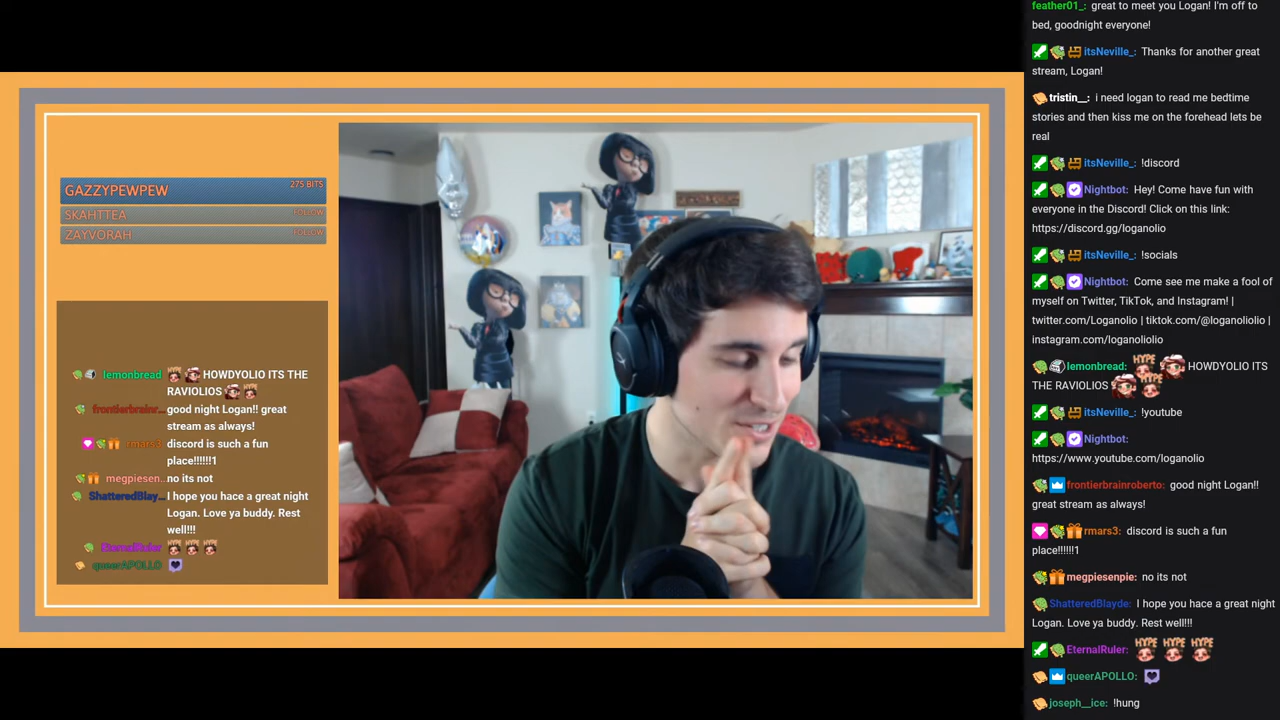 GAZZYPEWPEW 275 BITS
SKAHTTEA FOLLOW
ZAYVORAH FOLLOW
lemonbread HOWDYOLIO ITS THE
RAVIOLIOS
frontierbrainr... good night Logan!! great
stream as always!
rmars3 discord is such a fun
place!!!!!!1
megpiesen... no its not
ShatteredBlay... I hope you hace a great night
Logan. Love ya buddy. Rest
well!!!
EternalRuler
queerAPOLLO
feather01_: great to meet you Logan! I'm off to
bed, goodnight everyone!
itsNeville_: Thanks for another great
stream, Logan!
tristin__: i need logan to read me bedtime
stories and then kiss me on the forehead lets be
real
itsNeville_: !discord
Nightbot: Hey! Come have fun with
everyone in the Discord! Click on this link:
https://discord.gg/loganolio
itsNeville_: !socials
Nightbot: Come see me make a fool of
myself on Twitter, TikTok, and Instagram! |
twitter.com/Loganolio | tiktok.com/@loganoliolio |
instagram.com/loganoliolio
lemonbread: HOWDYOLIO ITS
THE RAVIOLIOS
itsNeville_: !youtube
Nightbot:
https://www.youtube.com/loganolio
frontierbrainroberto: good night Logan!!
great stream as always!
rmars3: discord is such a fun
place!!!!!!1
megpiesenpie: no its not
ShatteredBlayde: I hope you hace a great night
Logan. Love ya buddy. Rest well!!!
EternalRuler:
queerAPOLLO:
joseph__ice: !hung